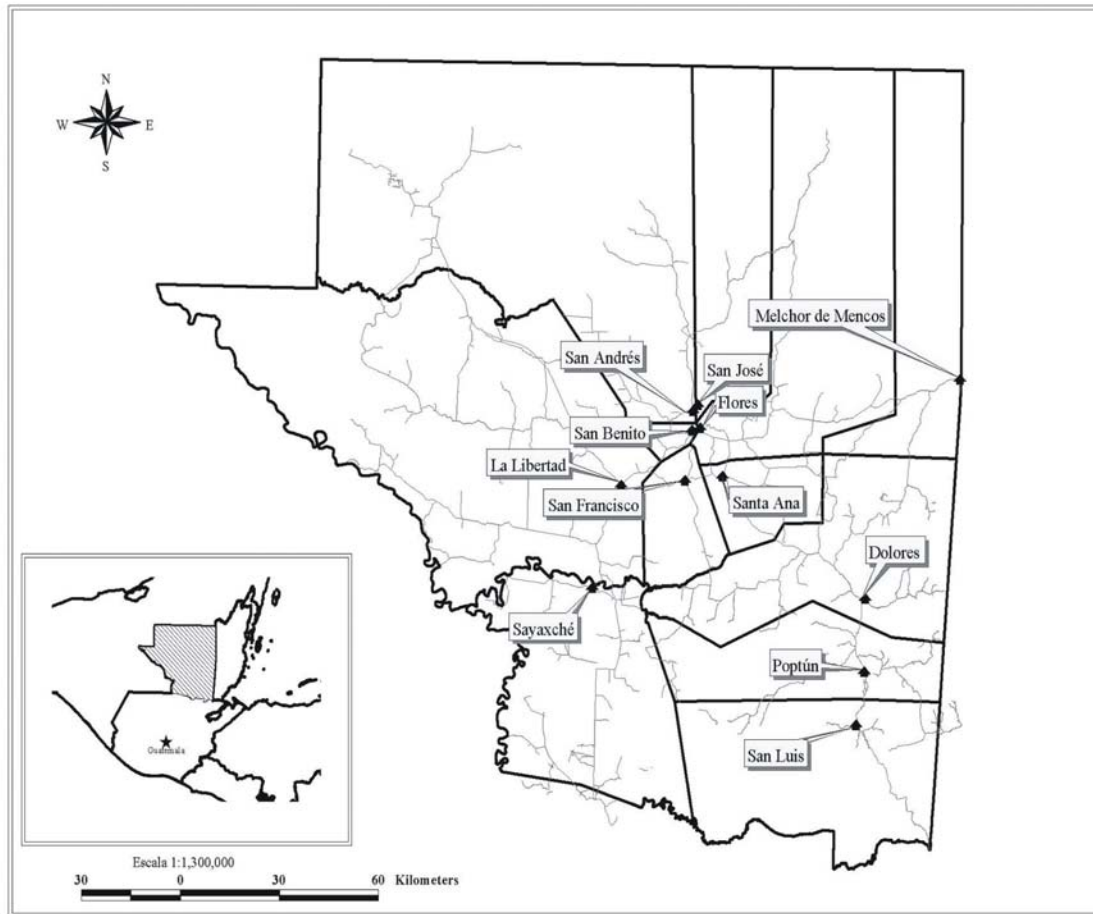 N
W E
S
Melchor de Mencos
San Andrés
San José
Flores
San Benito
La Libertad
San Francisco
Santa Ana
Dolores
Sayaxché
Poptún
San Luis
Guatemala
Escala 1:1,300,000
30 0 30 60 Kilometers